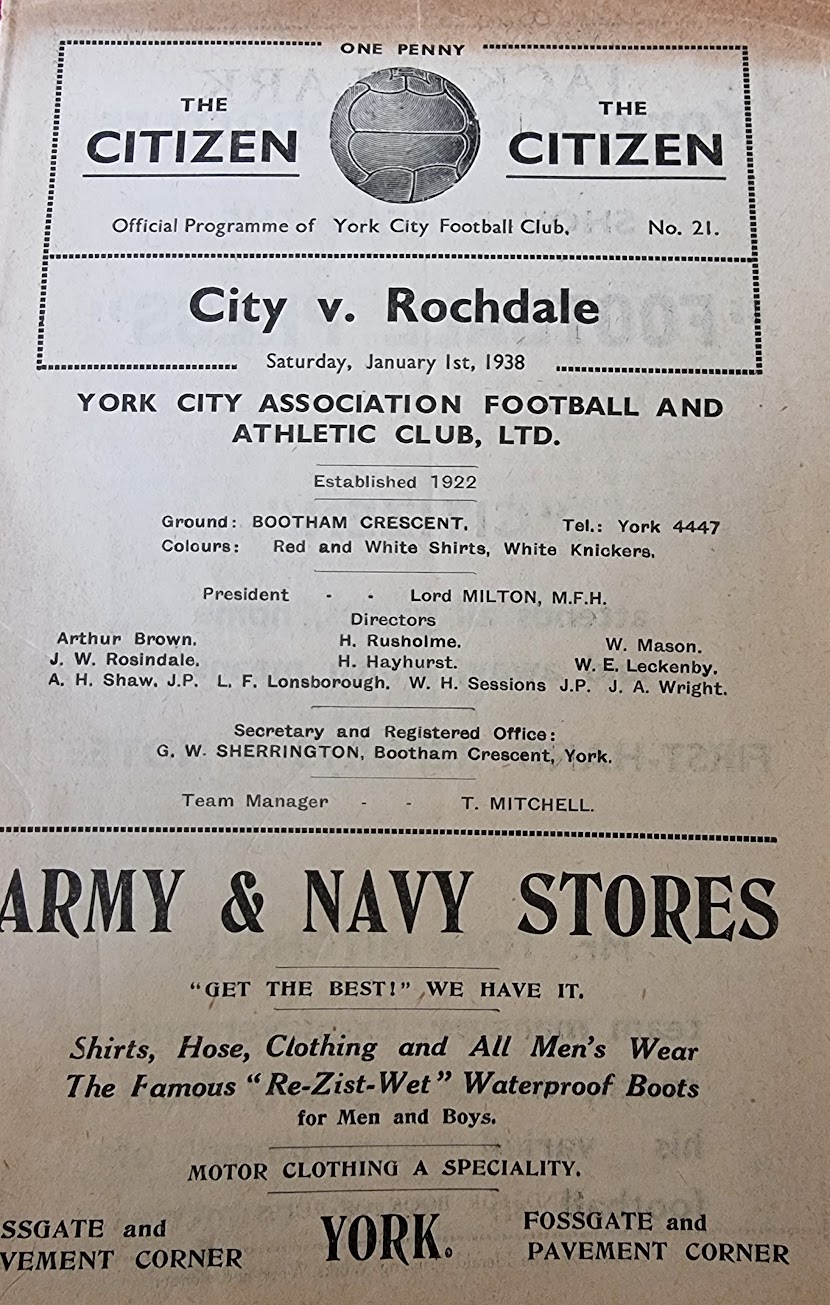 ONE PENNY
THE CITIZEN
THE CITIZEN
Official Programme of York City Football Club. No. 21.
City v. Rochdale
Saturday, January 1st, 1938
YORK CITY ASSOCIATION FOOTBALL AND
ATHLETIC CLUB, LTD.
Established 1922
Ground: BOOTHAM CRESCENT. Tel.: York 4447
Colours: Red and White Shirts, White Knickers.
President - - Lord MILTON, M.F.H.
Directors
Arthur Brown. H. Rusholme. W. Mason.
J. W. Rosindale. H. Hayhurst. W. E. Leckenby.
A. H. Shaw. J.P. L. F. Lonsborough. W. H. Sessions J.P. J. A. Wright.
Secretary and Registered Office:
G. W. SHERRINGTON, Bootham Crescent, York.
Team Manager - - T. MITCHELL.
ARMY & NAVY STORES
"GET THE BEST!" WE HAVE IT.
Shirts, Hose, Clothing and All Men's Wear
The Famous "Re-Zist-Wet" Waterproof Boots
for Men and Boys.
MOTOR CLOTHING A SPECIALITY.
SSGATE and
VEMENT CORNER
YORK.
FOSSGATE and
PAVEMENT CORNER